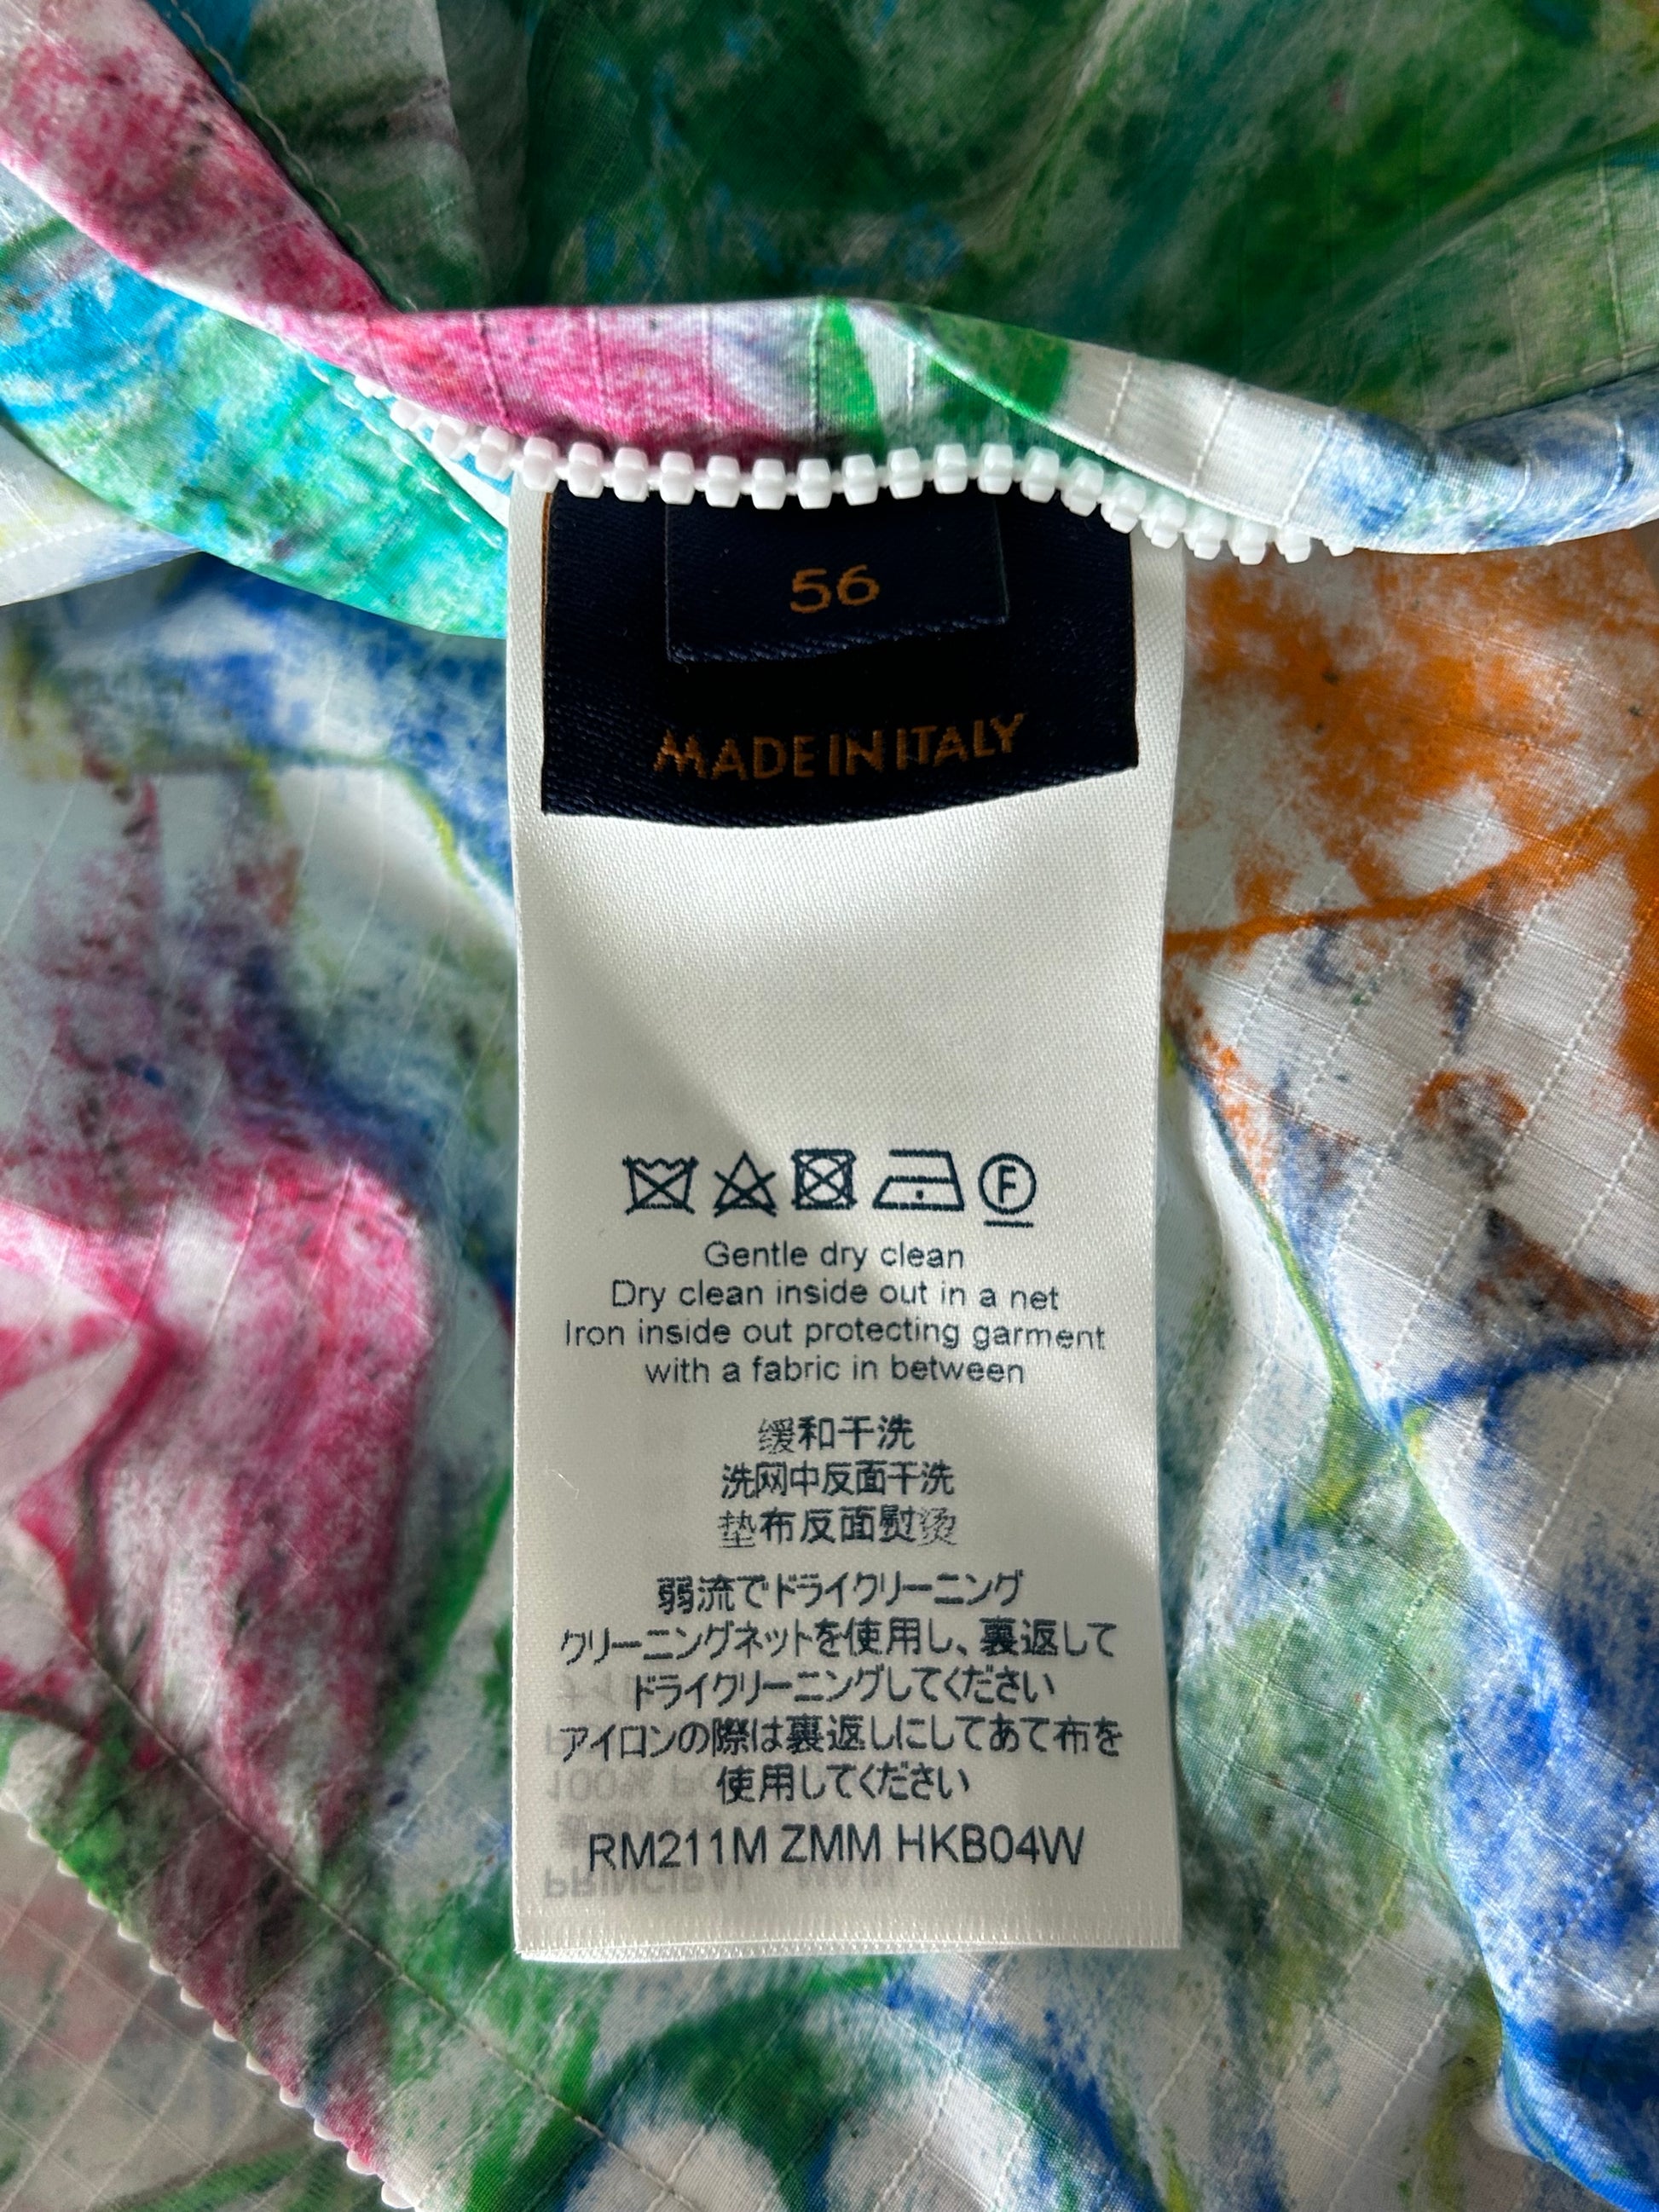 56
MADE IN ITALY
F
Gentle dry clean
Dry clean inside out in a net
Iron inside out protecting garment
with a fabric in between
缓和干洗
洗网中反面干洗
垫布反面熨烫
弱流でドライクリーニング
クリーニングネットを使用し、裏返して
ドライクリーニングしてください
アイロンの際は裏返しにしてあて布を
使用してください
RM211M ZMM HKB04W